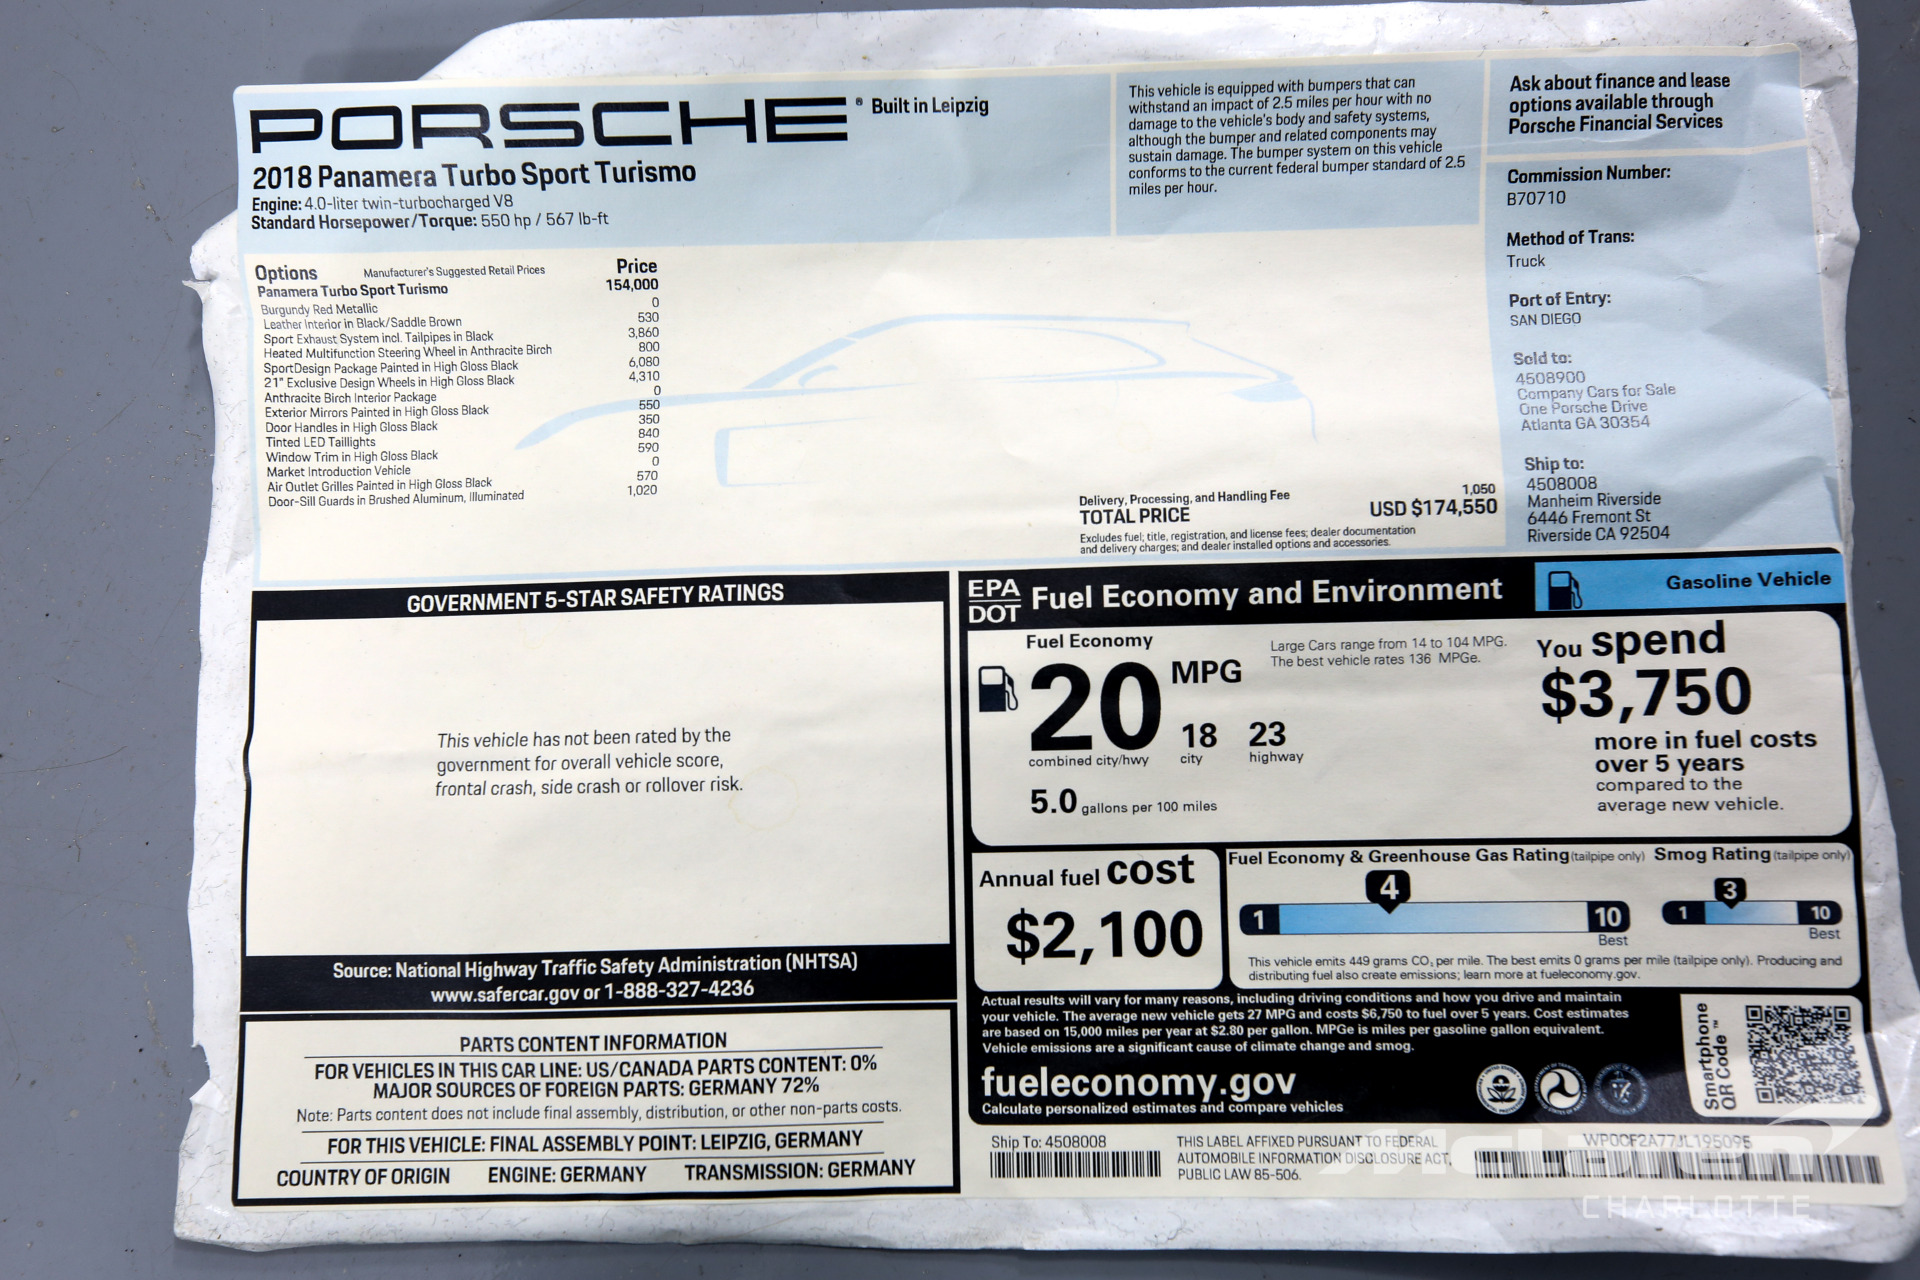 PORSCHE® Built in Leipzig
2018 Panamera Turbo Sport Turismo
Engine: 4.0-liter twin-turbocharged V8
Standard Horsepower/Torque: 550 hp / 567 lb-ft
This vehicle is equipped with bumpers that can
withstand an impact of 2.5 miles per hour with no
damage to the vehicle's body and safety systems,
although the bumper and related components may
sustain damage. The bumper system on this vehicle
conforms to the current federal bumper standard of 2.5
miles per hour.
Ask about finance and lease
options available through
Porsche Financial Services
Commission Number:
B70710
Method of Trans:
Truck
Port of Entry:
SAN DIEGO
Sold to:
4508900
Company Cars for Sale
One Porsche Drive
Atlanta GA 30354
Ship to:
4508008
Manheim Riverside
6446 Fremont St
Riverside CA 92504
Options Manufacturer's Suggested Retail Prices Price
Panamera Turbo Sport Turismo 154,000
Burgundy Red Metallic 0
Leather Interior in Black/Saddle Brown 530
Sport Exhaust System incl. Tailpipes in Black 3,860
Heated Multifunction Steering Wheel in Anthracite Birch 800
SportDesign Package Painted in High Gloss Black 6,080
21" Exclusive Design Wheels in High Gloss Black 4,310
Anthracite Birch Interior Package 0
Exterior Mirrors Painted in High Gloss Black 550
Door Handles in High Gloss Black 350
Tinted LED Taillights 840
Window Trim in High Gloss Black 590
Market Introduction Vehicle 0
Air Outlet Grilles Painted in High Gloss Black 570
Door-Sill Guards in Brushed Aluminum, Illuminated 1,020
Delivery, Processing, and Handling Fee 1,050
TOTAL PRICE USD $174,550
Excludes fuel; title, registration, and license fees; dealer documentation
and delivery charges; and dealer installed options and accessories.
GOVERNMENT 5-STAR SAFETY RATINGS
This vehicle has not been rated by the
government for overall vehicle score,
frontal crash, side crash or rollover risk.
Source: National Highway Traffic Safety Administration (NHTSA)
www.safercar.gov or 1-888-327-4236
PARTS CONTENT INFORMATION
FOR VEHICLES IN THIS CAR LINE: US/CANADA PARTS CONTENT: 0%
MAJOR SOURCES OF FOREIGN PARTS: GERMANY 72%
Note: Parts content does not include final assembly, distribution, or other non-parts costs.
FOR THIS VEHICLE: FINAL ASSEMBLY POINT: LEIPZIG, GERMANY
COUNTRY OF ORIGIN ENGINE: GERMANY TRANSMISSION: GERMANY
EPA
DOT Fuel Economy and Environment
Gasoline Vehicle
Fuel Economy
20 MPG
combined city/hwy
18
city
23
highway
5.0 gallons per 100 miles
Large Cars range from 14 to 104 MPG.
The best vehicle rates 136 MPGe.
You spend
$3,750
more in fuel costs
over 5 years
compared to the
average new vehicle.
Annual fuel cost
$2,100
Fuel Economy & Greenhouse Gas Rating (tailpipe only)
4
1 10
Best
Smog Rating (tailpipe only)
3
1 10
Best
This vehicle emits 449 grams CO₂ per mile. The best emits 0 grams per mile (tailpipe only). Producing and
distributing fuel also create emissions; learn more at fueleconomy.gov.
Actual results will vary for many reasons, including driving conditions and how you drive and maintain
your vehicle. The average new vehicle gets 27 MPG and costs $6,750 to fuel over 5 years. Cost estimates
are based on 15,000 miles per year at $2.80 per gallon. MPGe is miles per gasoline gallon equivalent.
Vehicle emissions are a significant cause of climate change and smog.
fueleconomy.gov
Calculate personalized estimates and compare vehicles
Smartphone
QR Code™
Ship To: 4508008
THIS LABEL AFFIXED PURSUANT TO FEDERAL
AUTOMOBILE INFORMATION DISCLOSURE ACT,
PUBLIC LAW 85-506.
WP0CF2A77JL195095
McLaren
CHARLOTTE